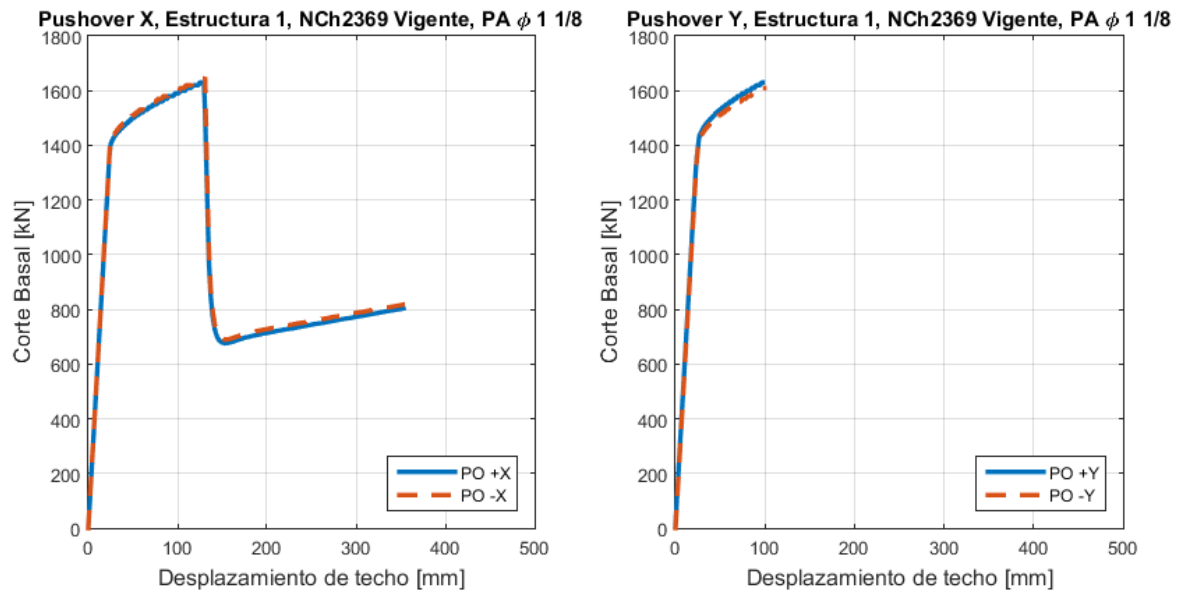 Pushover X, Estructura 1, NCh2369 Vigente, PA ϕ 1 1/8
1800
1600
1400
1200
1000
800
600
400
200
0
Corte Basal [kN]
PO +X
PO -X
0 100 200 300 400 500
Desplazamiento de techo [mm]
Pushover Y, Estructura 1, NCh2369 Vigente, PA ϕ 1 1/8
1800
1600
1400
1200
1000
800
600
400
200
0
Corte Basal [kN]
PO +Y
PO -Y
0 100 200 300 400 500
Desplazamiento de techo [mm]